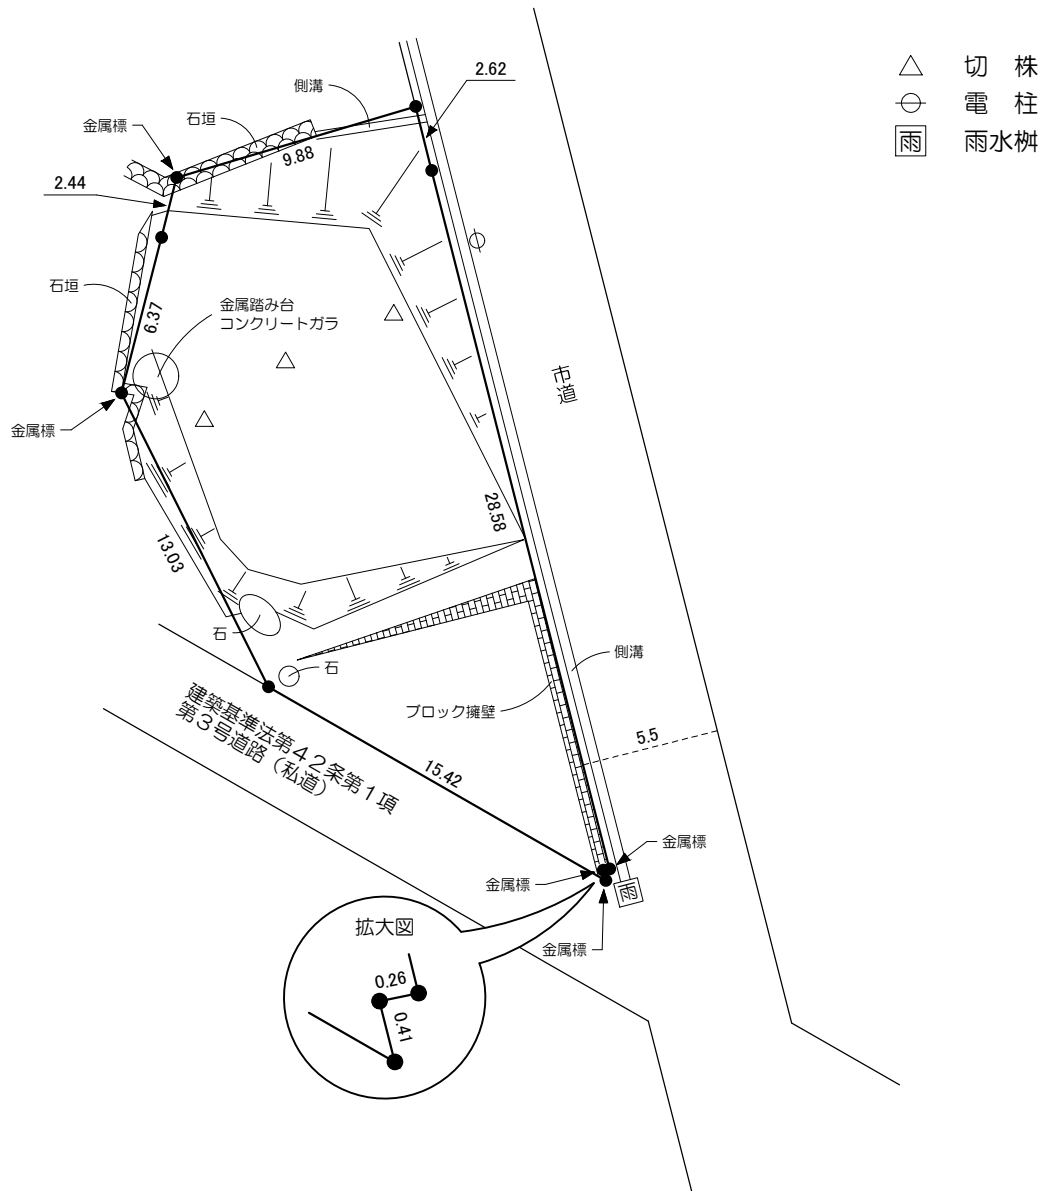 切株
電柱
雨 雨水桝
2.62
側溝
石垣
金属標
9.88
2.44
石垣
金属踏み台
コンクリートガラ
6.37
市道
金属標
28.58
13.03
石
石
側溝
ブロック擁壁
建築基準法第42条第1項
第3号道路(私道)
5.5
15.42
金属標
金属標
雨
金属標
拡大図
0.26
0.41